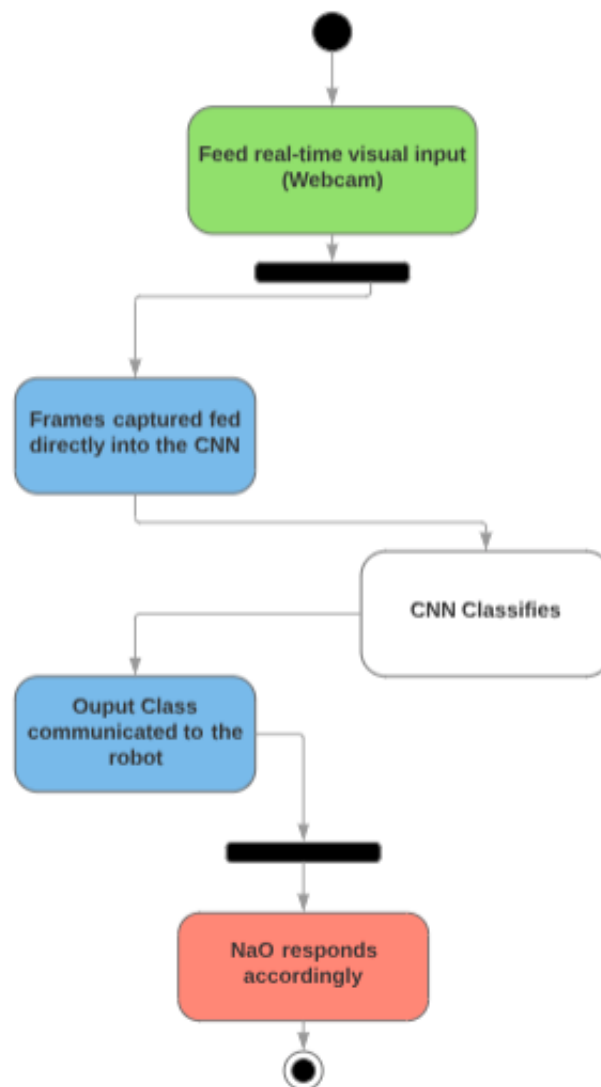 Feed real-time visual input
(Webcam)
Frames captured fed
directly into the CNN
CNN Classifies
Ouput Class
communicated to the
robot
NaO responds
accordingly